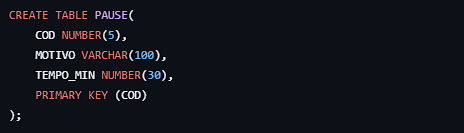 CREATE TABLE PAUSE(
    COD NUMBER(5),
    MOTIVO VARCHAR(100),
    TEMPO_MIN NUMBER(30),
    PRIMARY KEY (COD)
);